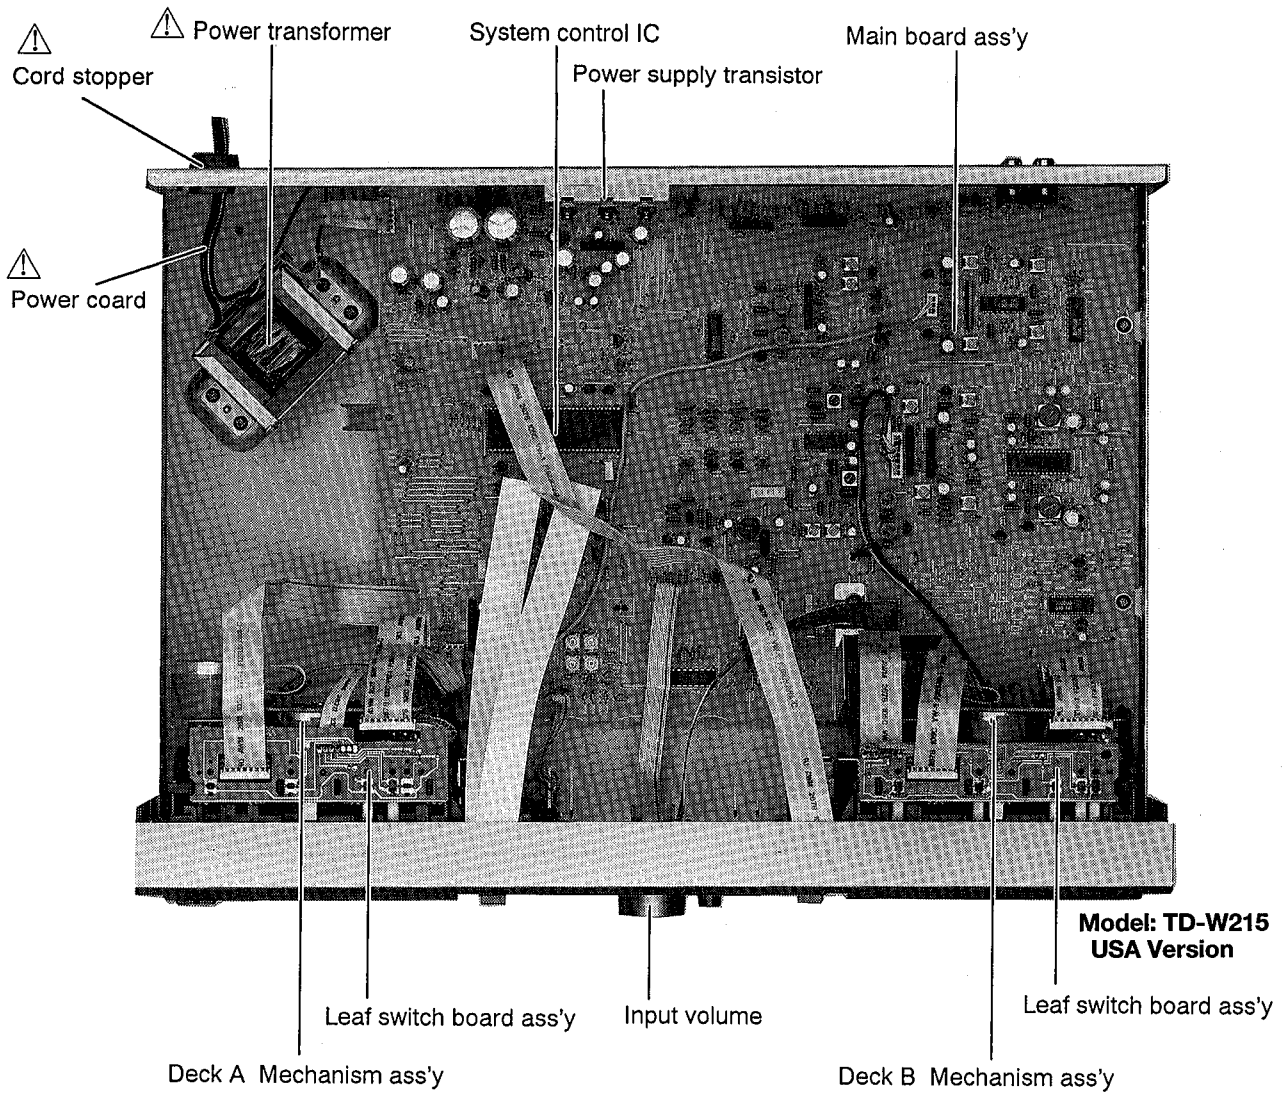 Power transformer
System control IC
Main board ass'y
Cord stopper
Power supply transistor
Power coard
Model: TD-W215
USA Version
Leaf switch board ass'y
Input volume
Leaf switch board ass'y
Deck A Mechanism ass'y
Deck B Mechanism ass'y